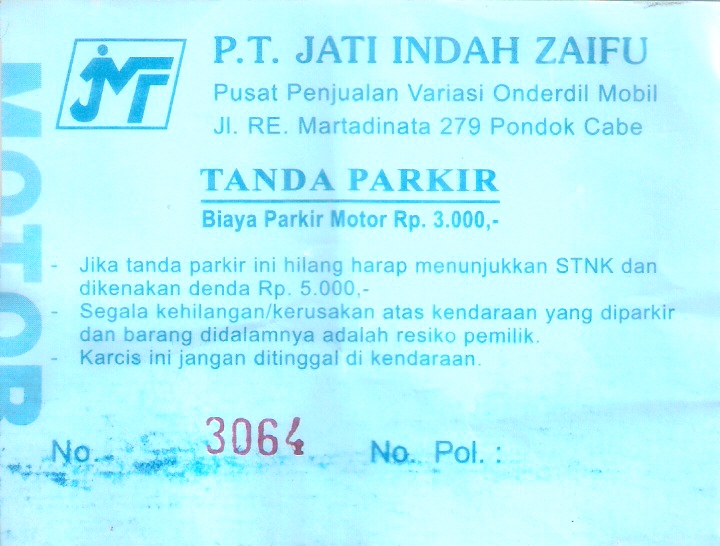 MOTOR
P.T. JATI INDAH ZAIFU
Pusat Penjualan Variasi Onderdil Mobil
Jl. RE. Martadinata 279 Pondok Cabe
TANDA PARKIR
Biaya Parkir Motor Rp. 3.000,-
- Jika tanda parkir ini hilang harap menunjukkan STNK dan
dikenakan denda Rp. 5.000,-
- Segala kehilangan/kerusakan atas kendaraan yang diparkir
dan barang didalamnya adalah resiko pemilik.
- Karcis ini jangan ditinggal di kendaraan.
No. 3064 No. Pol. :